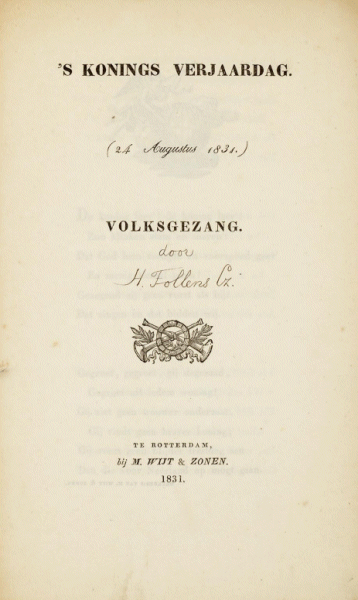 'S KONINGS VERJAARDAG.
(24 Augustus 1831.)
VOLKSGEZANG.
door
H. Tollens Cz.
TE ROTTERDAM,
bij M. WIJT & ZONEN.
1831.